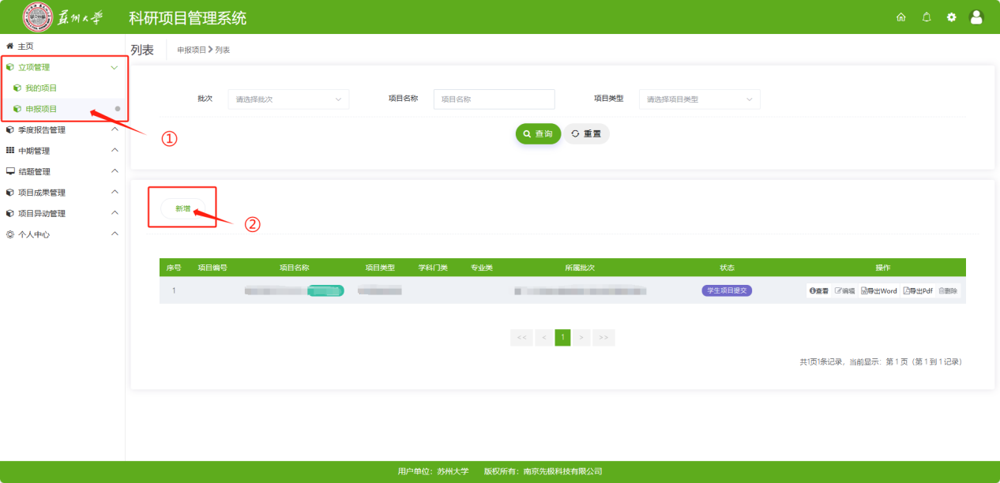 苏州大学 科研项目管理系统
主页
立项管理
我的项目
申报项目
季度报告管理
中期管理
结题管理
项目成果管理
项目异动管理
个人中心
①
列表 申报项目 列表
批次 请选择批次 项目名称 项目名称 项目类型 请选择项目类型
查询 重置
新增
②
序号 项目编号 项目名称 项目类型 学科门类 专业类 所属批次 状态 操作
1 学生项目提交 查看 编辑 导出Word 导出Pdf 删除
<< < 1 > >>
共1页1条记录，当前显示：第 1 页（第 1 到 1 记录）
用户单位：苏州大学 版权所有：南京先极科技有限公司